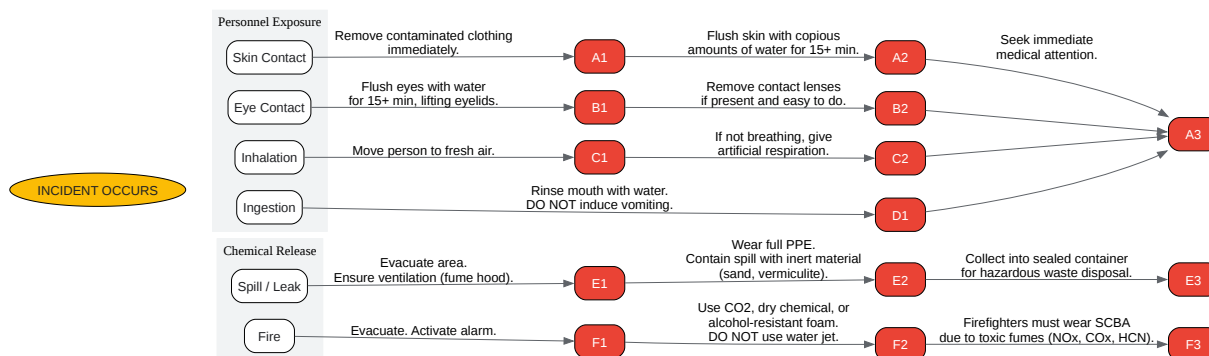 Personnel Exposure
Skin Contact
Remove contaminated clothing
immediately.
A1
Flush skin with copious
amounts of water for 15+ min.
A2
Seek immediate
medical attention.
Eye Contact
Flush eyes with water
for 15+ min, lifting eyelids.
B1
Remove contact lenses
if present and easy to do.
B2
A3
Inhalation
Move person to fresh air.
C1
If not breathing, give
artificial respiration.
C2
INCIDENT OCCURS
Ingestion
Rinse mouth with water.
DO NOT induce vomiting.
D1
Chemical Release
Spill / Leak
Evacuate area.
Ensure ventilation (fume hood).
E1
Wear full PPE.
Contain spill with inert material
(sand, vermiculite).
E2
Collect into sealed container
for hazardous waste disposal.
E3
Fire
Evacuate. Activate alarm.
F1
Use CO2, dry chemical, or
alcohol-resistant foam.
DO NOT use water jet.
F2
Firefighters must wear SCBA
due to toxic fumes (NOx, COx, HCN).
F3